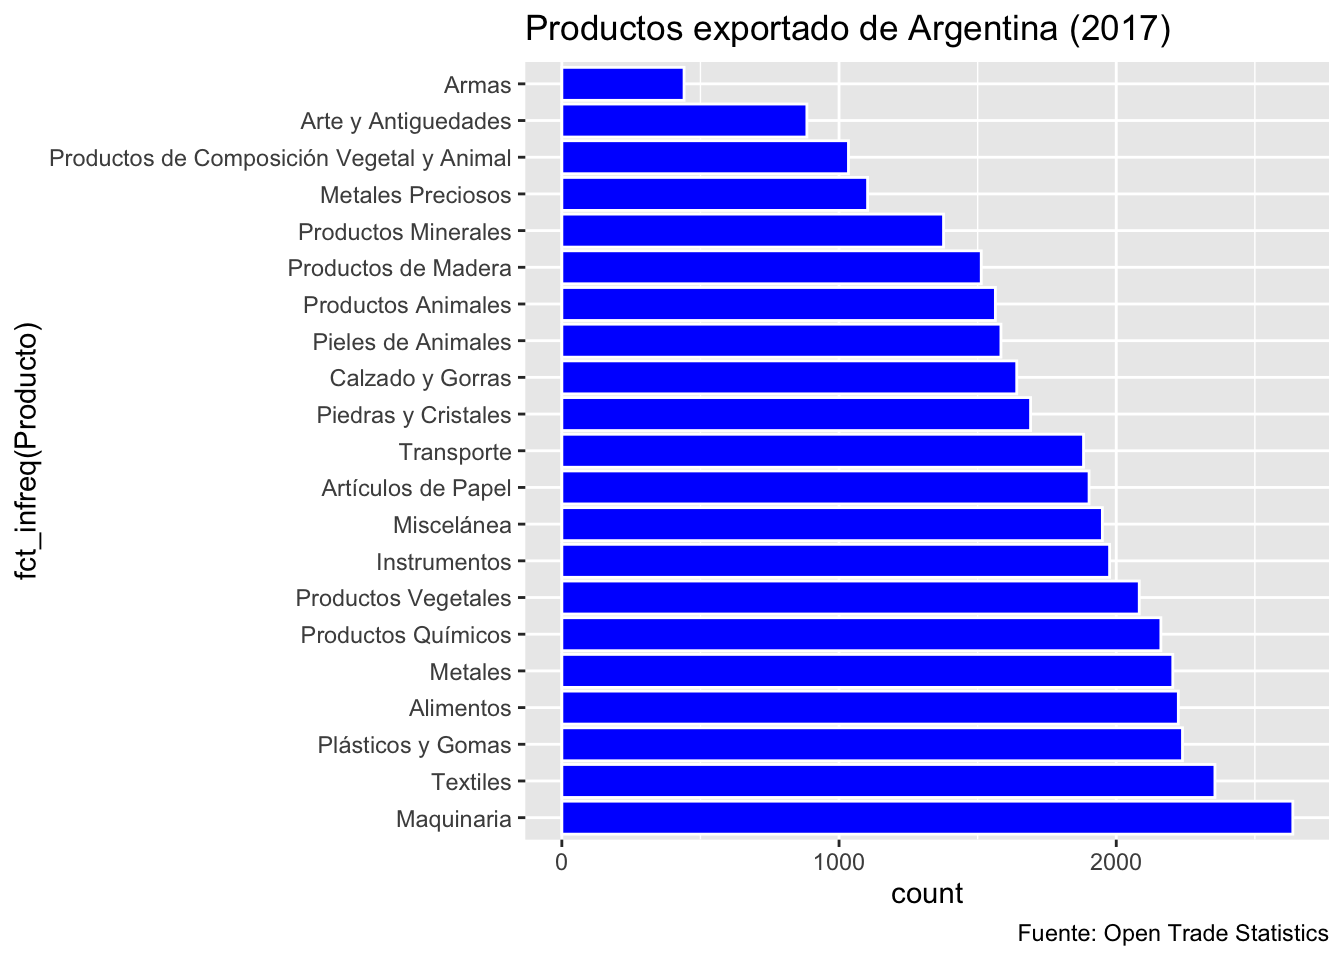 Productos exportado de Argentina (2017)
Armas
Arte y Antiguedades
Productos de Composición Vegetal y Animal
Metales Preciosos
Productos Minerales
Productos de Madera
Productos Animales
Pieles de Animales
Calzado y Gorras
Piedras y Cristales
Transporte
Artículos de Papel
Miscelánea
Instrumentos
Productos Vegetales
Productos Químicos
Metales
Alimentos
Plásticos y Gomas
Textiles
Maquinaria
fct_infreq(Producto)
0 1000 2000
count
Fuente: Open Trade Statistics